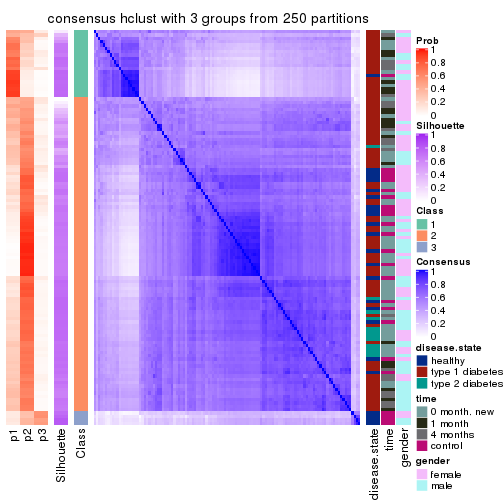 consensus hclust with 3 groups from 250 partitions
Prob
1
0.8
0.6
0.4
0.2
0
Silhouette
1
0.8
0.6
0.4
0.2
0
Class
1
2
3
Consensus
1
0.8
0.6
0.4
0.2
0
disease.state
healthy
type 1 diabetes
type 2 diabetes
time
0 month, new
1 month
4 months
control
gender
female
male
p1
p2
p3
Silhouette
Class
disease.state
time
gender